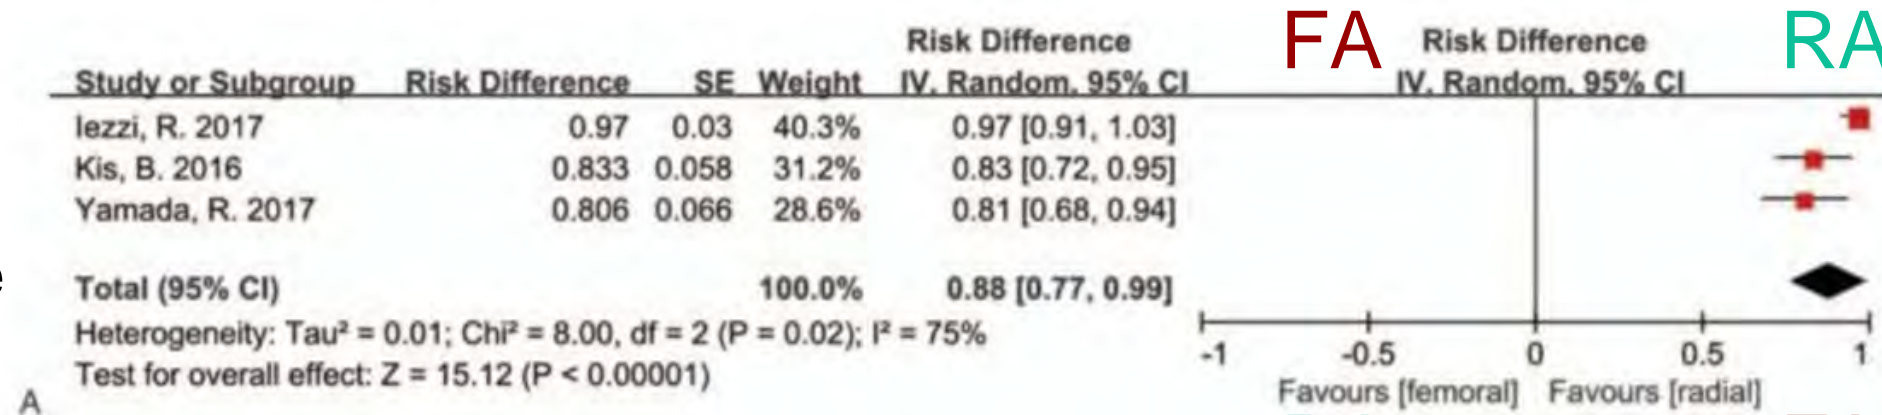 FA RA
Risk Difference Risk Difference
Study or Subgroup Risk Difference SE Weight IV, Random, 95% CI IV, Random, 95% CI
Iezzi, R. 2017 0.97 0.03 40.3% 0.97 [0.91, 1.03]
Kis, B. 2016 0.833 0.058 31.2% 0.83 [0.72, 0.95]
Yamada, R. 2017 0.806 0.066 28.6% 0.81 [0.68, 0.94]
e
Total (95% CI) 100.0% 0.88 [0.77, 0.99]
Heterogeneity: Tau² = 0.01; Chi² = 8.00, df = 2 (P = 0.02); I² = 75%
Test for overall effect: Z = 15.12 (P < 0.00001)
-1 -0.5 0 0.5 1
Favours [femoral] Favours [radial]
A